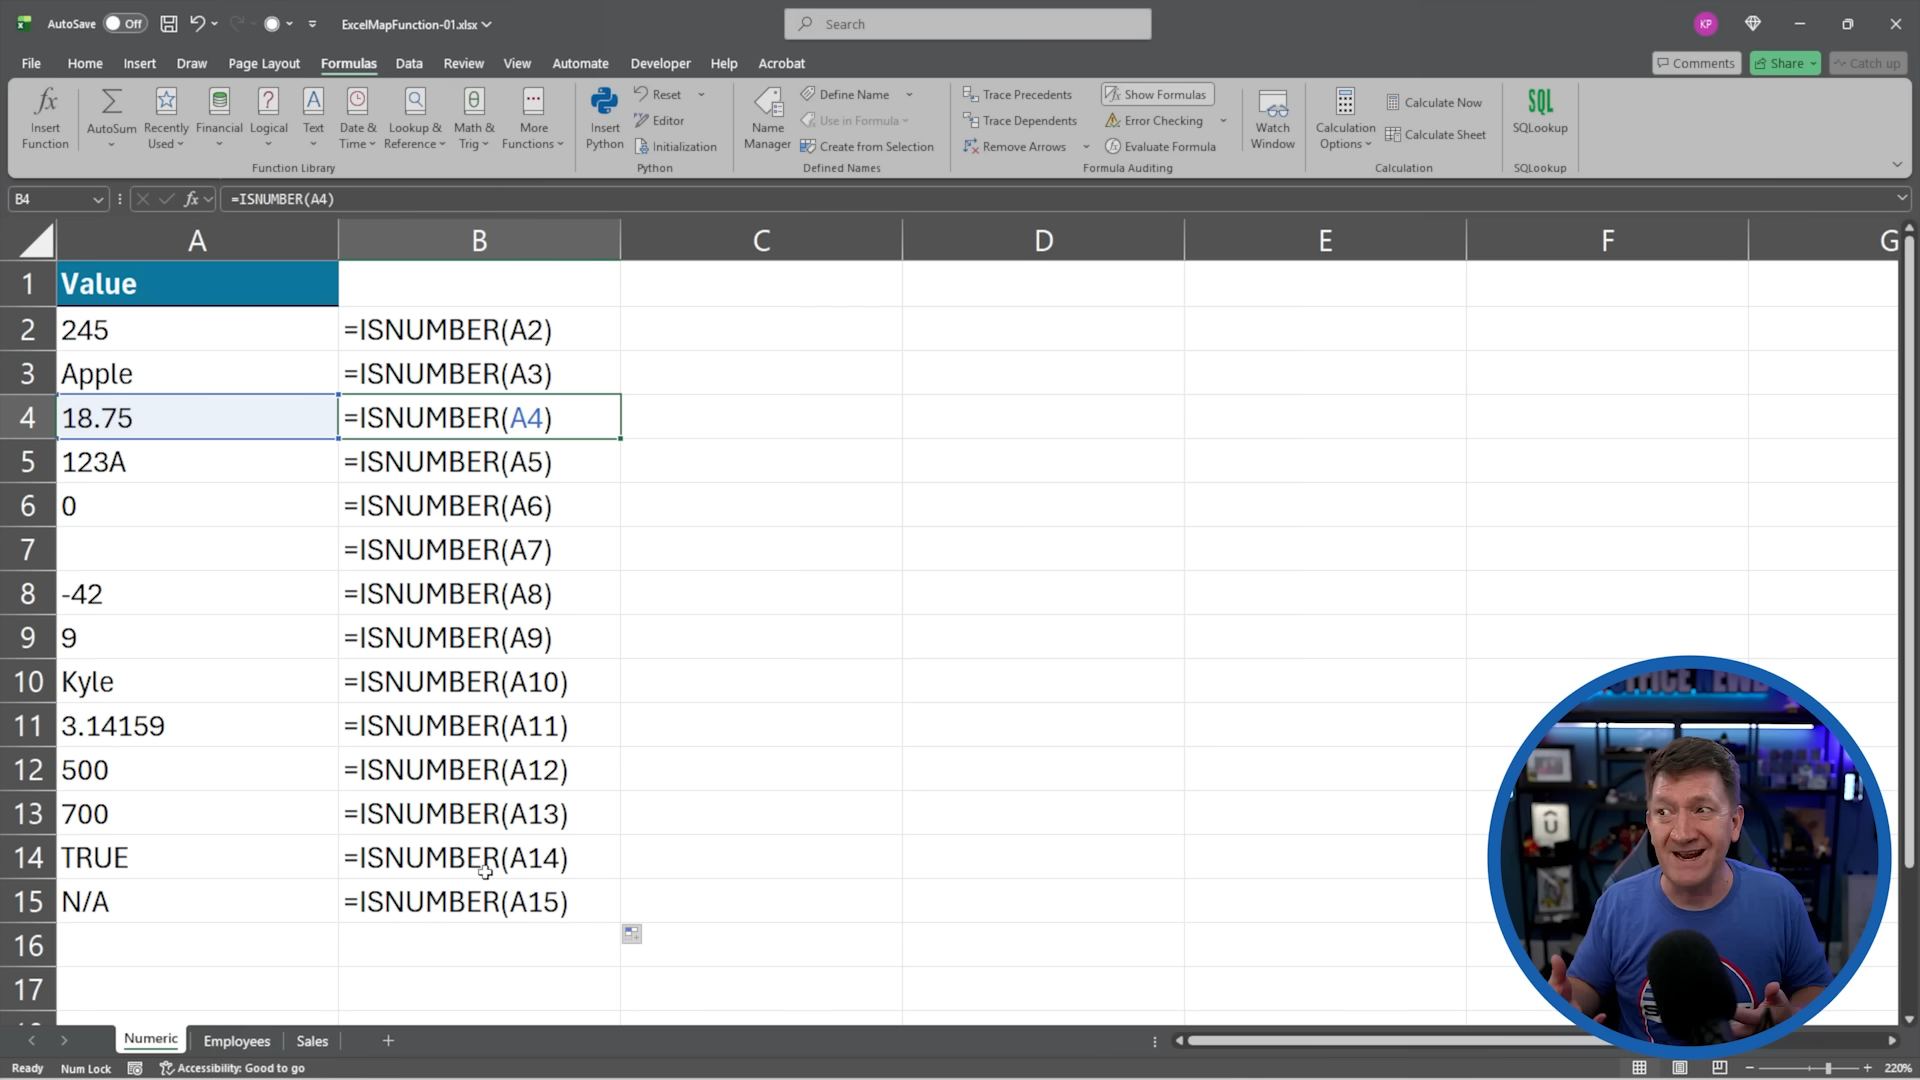 AutoSave Off ExcelMapFunction-01.xlsx Search KP
File Home Insert Draw Page Layout Formulas Data Review View Automate Developer Help Acrobat Comments Share Catch up
Insert Function
AutoSum
Recently Used
Financial
Logical
Text
Date & Time
Lookup & Reference
Math & Trig
More Functions
Function Library
Insert Python
Reset
Editor
Initialization
Python
Name Manager
Define Name
Use in Formula
Create from Selection
Defined Names
Trace Precedents
Trace Dependents
Remove Arrows
Show Formulas
Error Checking
Evaluate Formula
Formula Auditing
Watch Window
Calculation Options
Calculate Now
Calculate Sheet
Calculation
SQL
SQLookup
SQLookup
B4 fx =ISNUMBER(A4)
A B C D E F G
1 Value
2 245 =ISNUMBER(A2)
3 Apple =ISNUMBER(A3)
4 18.75 =ISNUMBER(A4)
5 123A =ISNUMBER(A5)
6 0 =ISNUMBER(A6)
7 =ISNUMBER(A7)
8 -42 =ISNUMBER(A8)
9 9 =ISNUMBER(A9)
10 Kyle =ISNUMBER(A10)
11 3.14159 =ISNUMBER(A11)
12 500 =ISNUMBER(A12)
13 700 =ISNUMBER(A13)
14 TRUE =ISNUMBER(A14)
15 N/A =ISNUMBER(A15)
16
17
Numeric Employees Sales
Ready Num Lock Accessibility: Good to go 220%